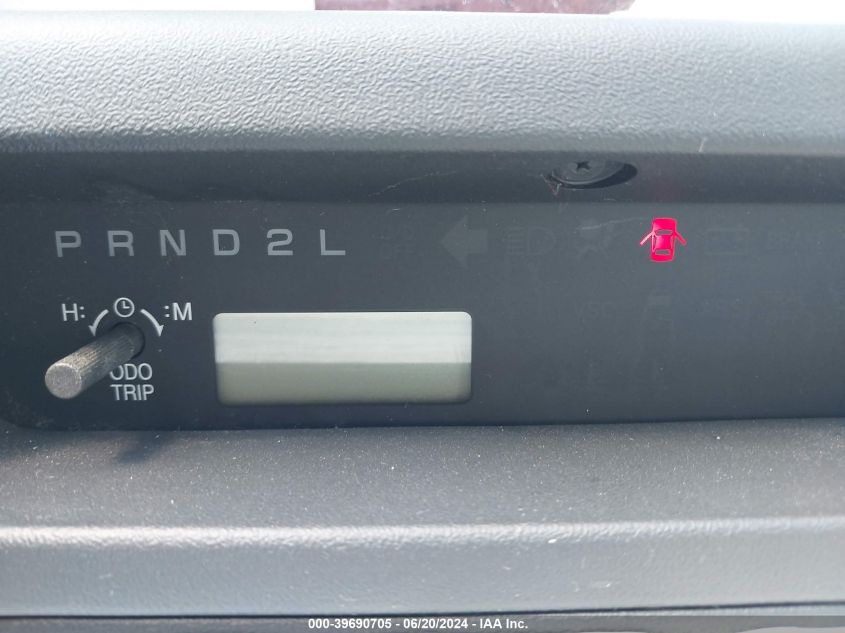 P R N D 2 L
H: :M
ODO
TRIP
000-39690705 - 06/20/2024 - IAA Inc.